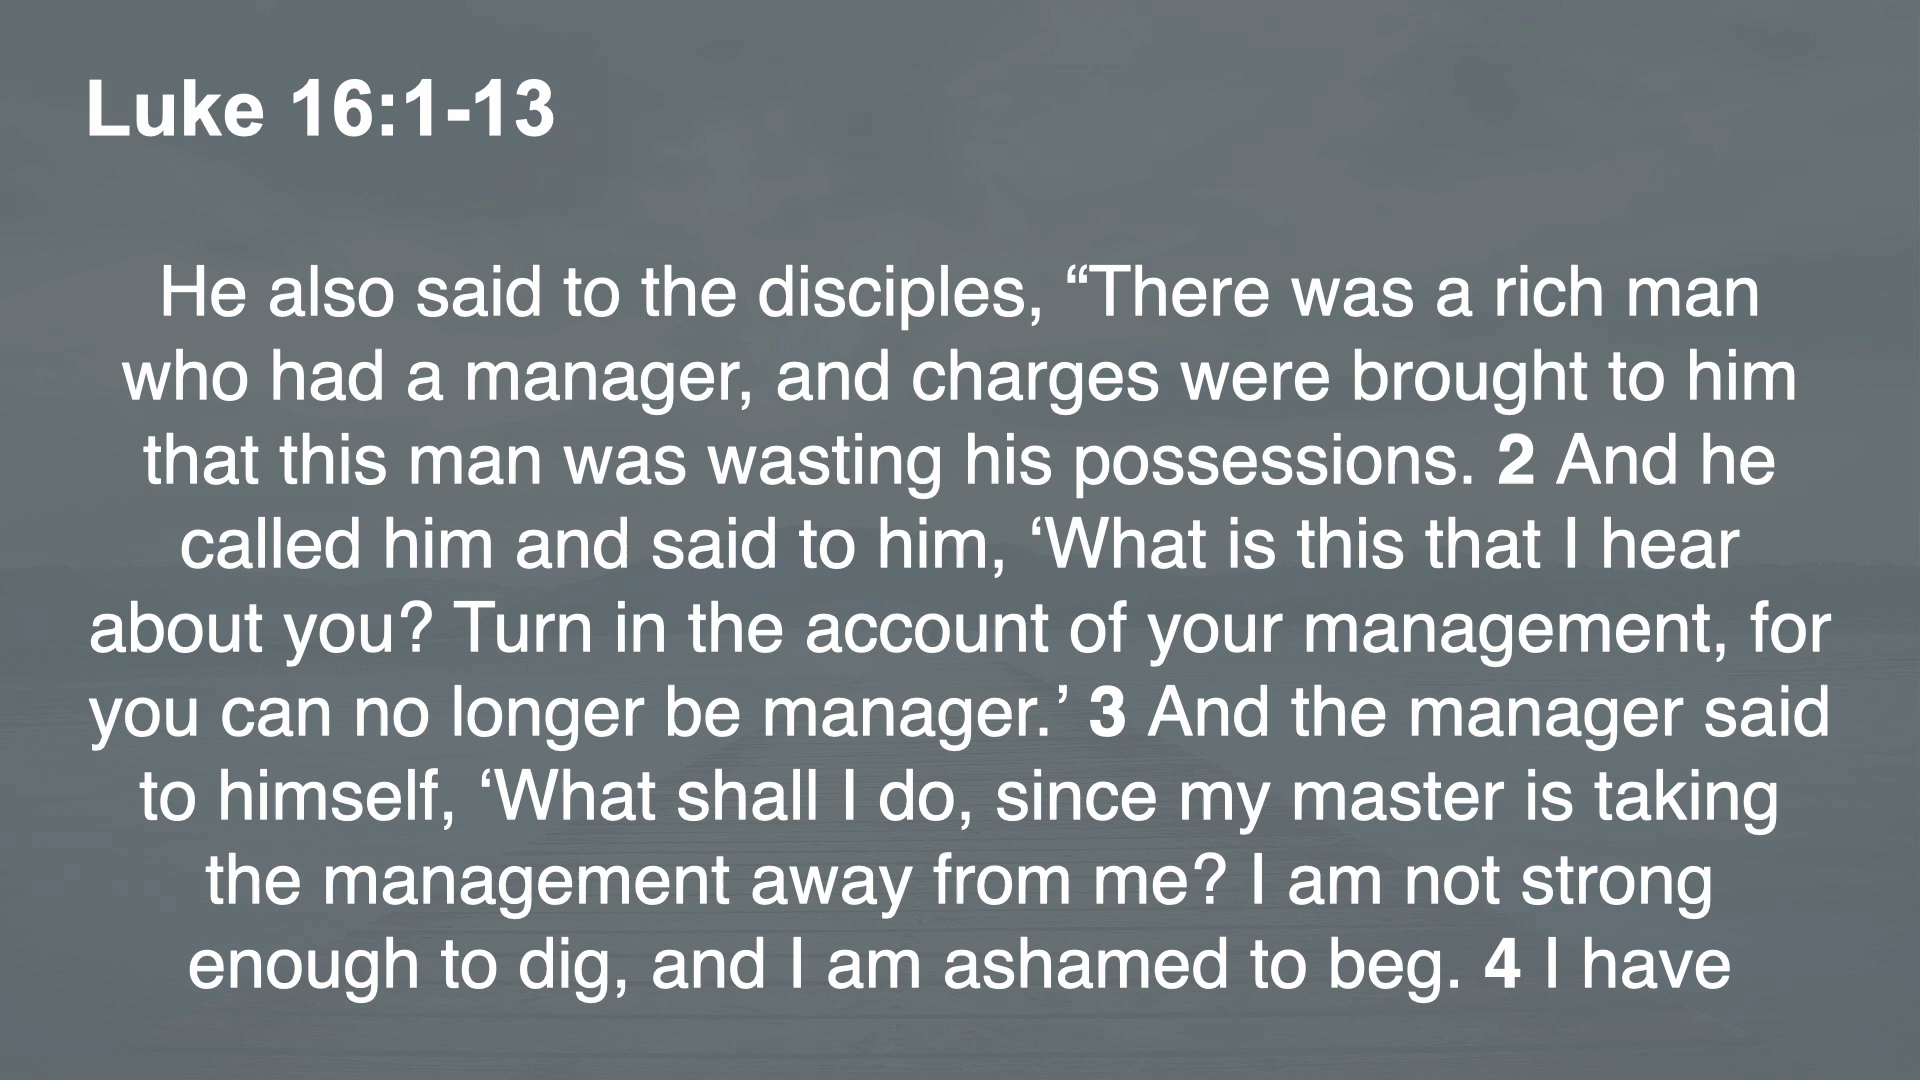 Luke 16:1-13
He also said to the disciples, “There was a rich man
who had a manager, and charges were brought to him
that this man was wasting his possessions. 2 And he
called him and said to him, ‘What is this that I hear
about you? Turn in the account of your management, for
you can no longer be manager.’ 3 And the manager said
to himself, ‘What shall I do, since my master is taking
the management away from me? I am not strong
enough to dig, and I am ashamed to beg. 4 I have